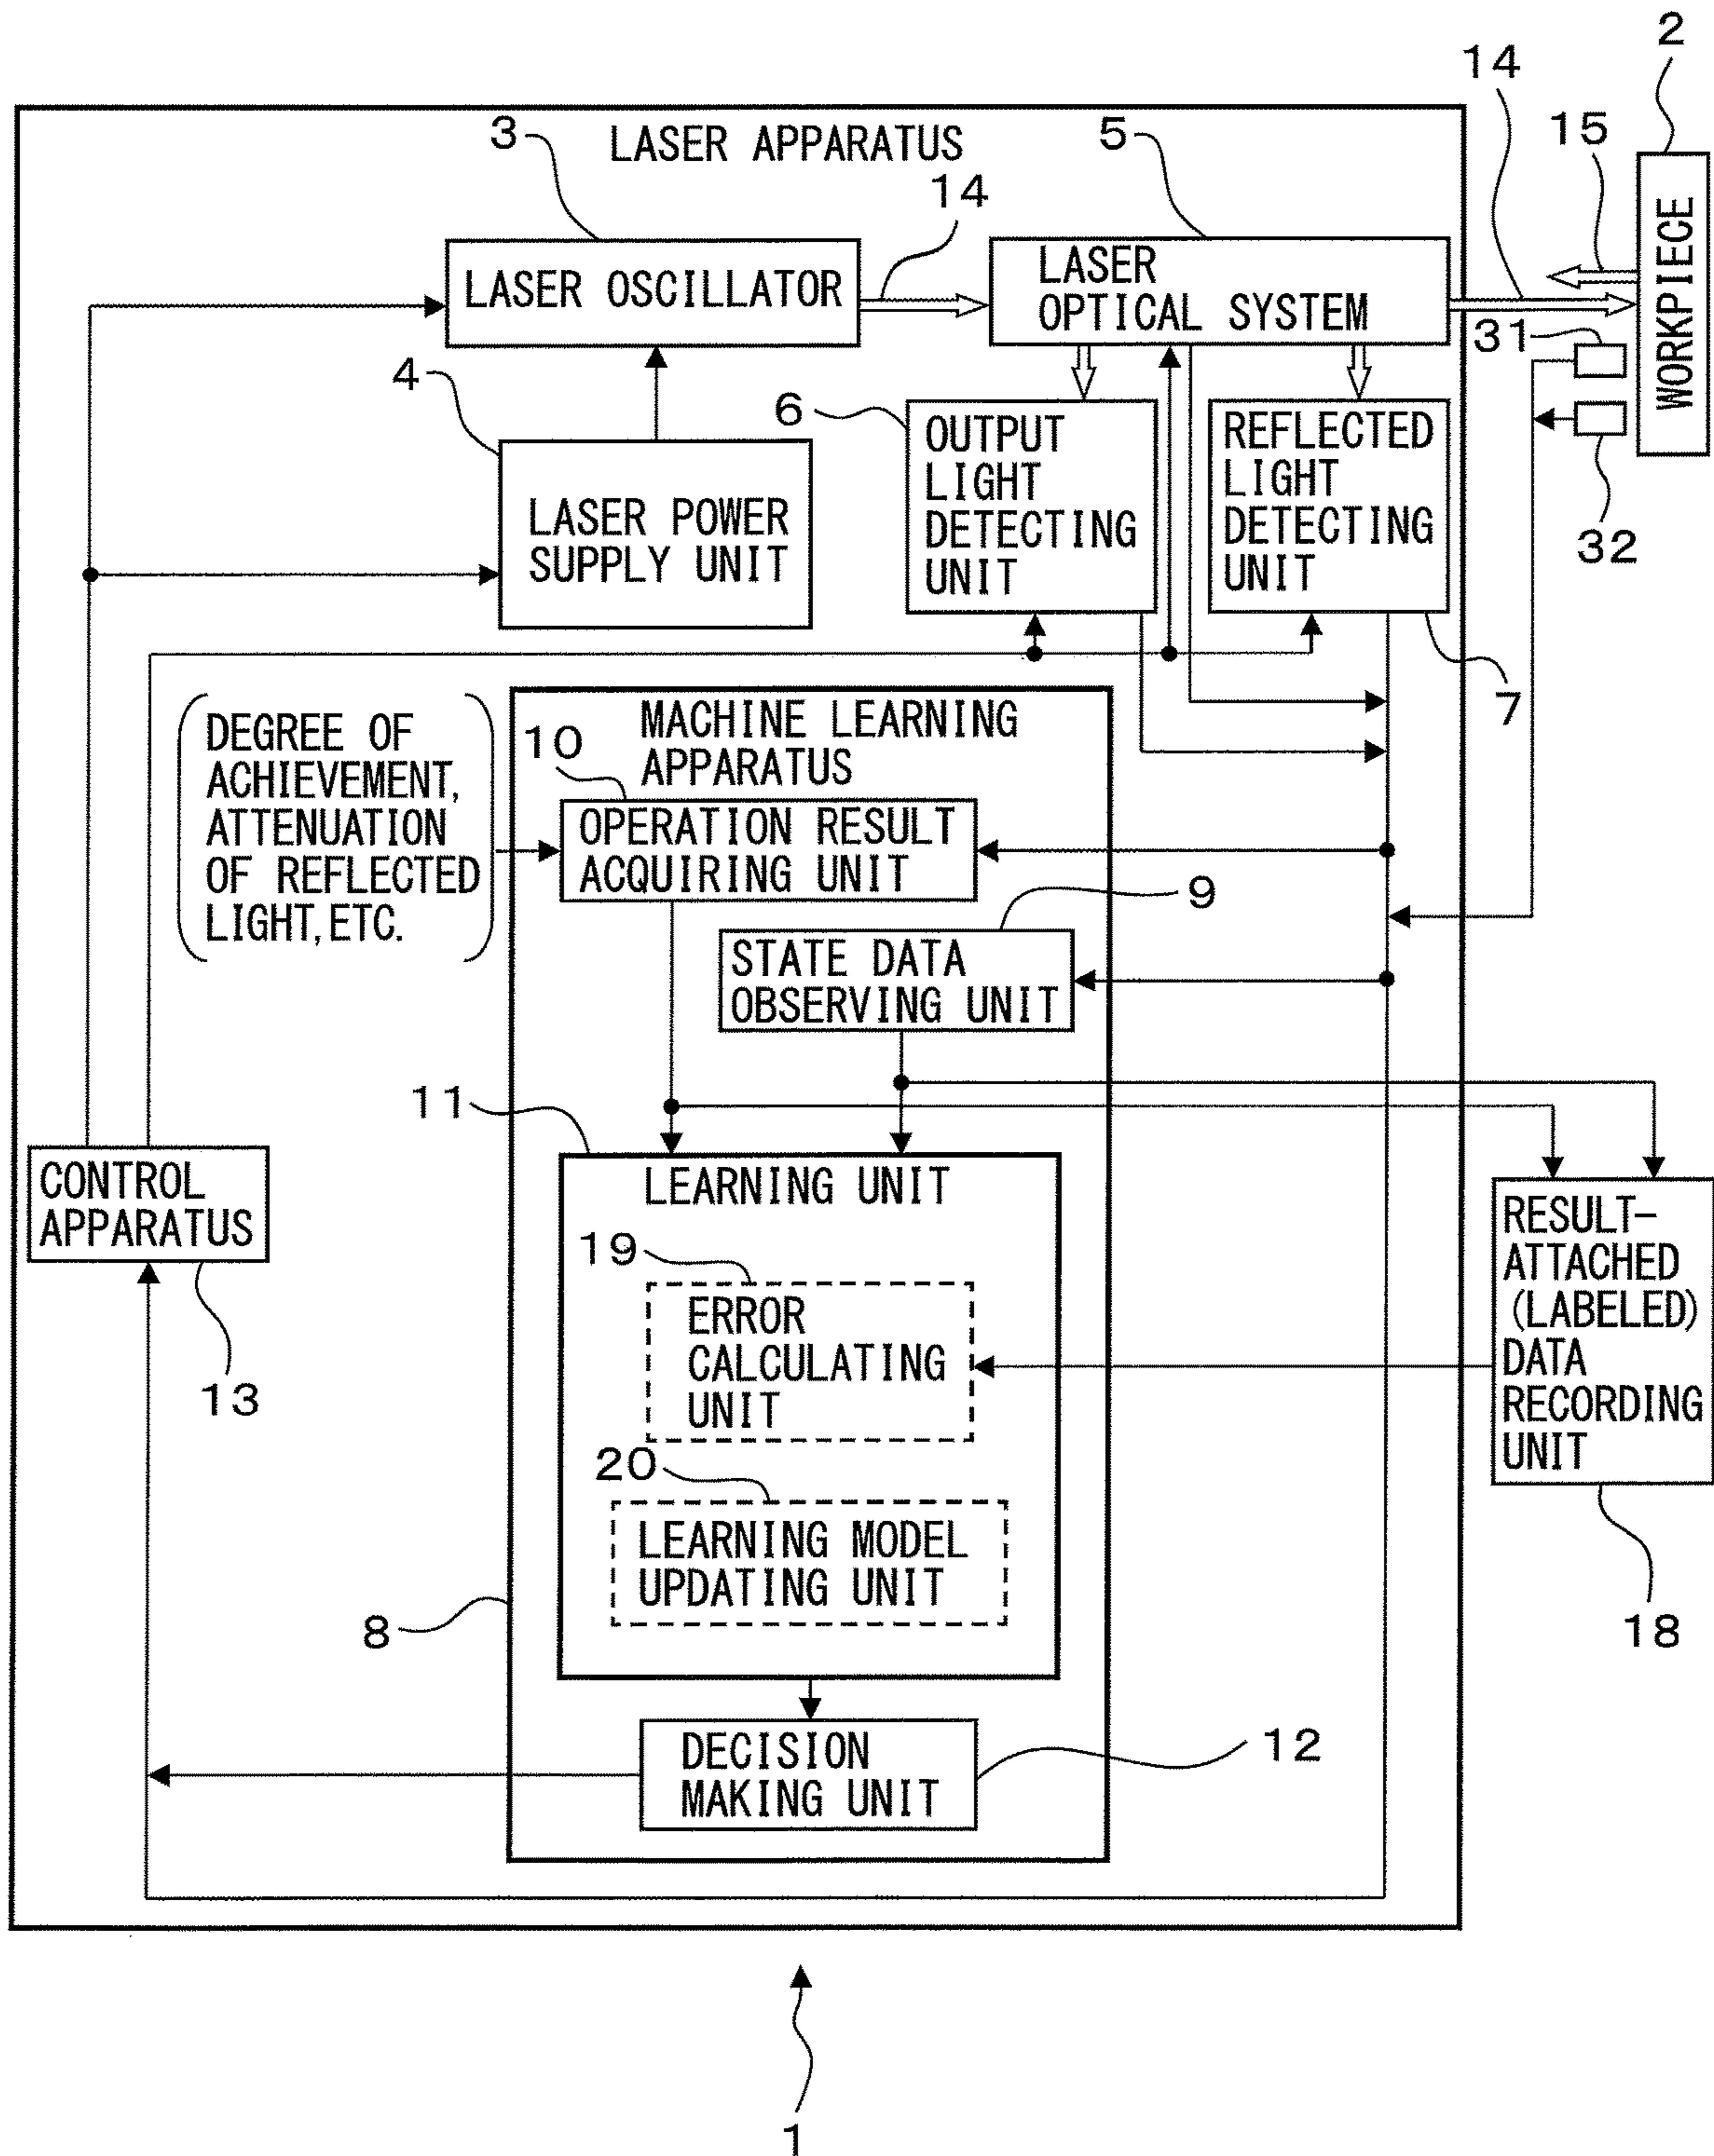 2
14
15
LASER APPARATUS
3
5
14
LASER OSCILLATOR
LASER
OPTICAL SYSTEM
WORKPIECE
31
32
4
LASER POWER
SUPPLY UNIT
6
OUTPUT
LIGHT
DETECTING
UNIT
REFLECTED
LIGHT
DETECTING
UNIT
7
DEGREE OF
ACHIEVEMENT,
ATTENUATION
OF REFLECTED
LIGHT, ETC.
MACHINE LEARNING
APPARATUS
10
OPERATION RESULT
ACQUIRING UNIT
9
STATE DATA
OBSERVING UNIT
11
LEARNING UNIT
CONTROL
APPARATUS
13
19
ERROR
CALCULATING
UNIT
RESULT-
ATTACHED
(LABELED)
DATA
RECORDING
UNIT
18
20
LEARNING MODEL
UPDATING UNIT
8
DECISION
MAKING UNIT
12
1